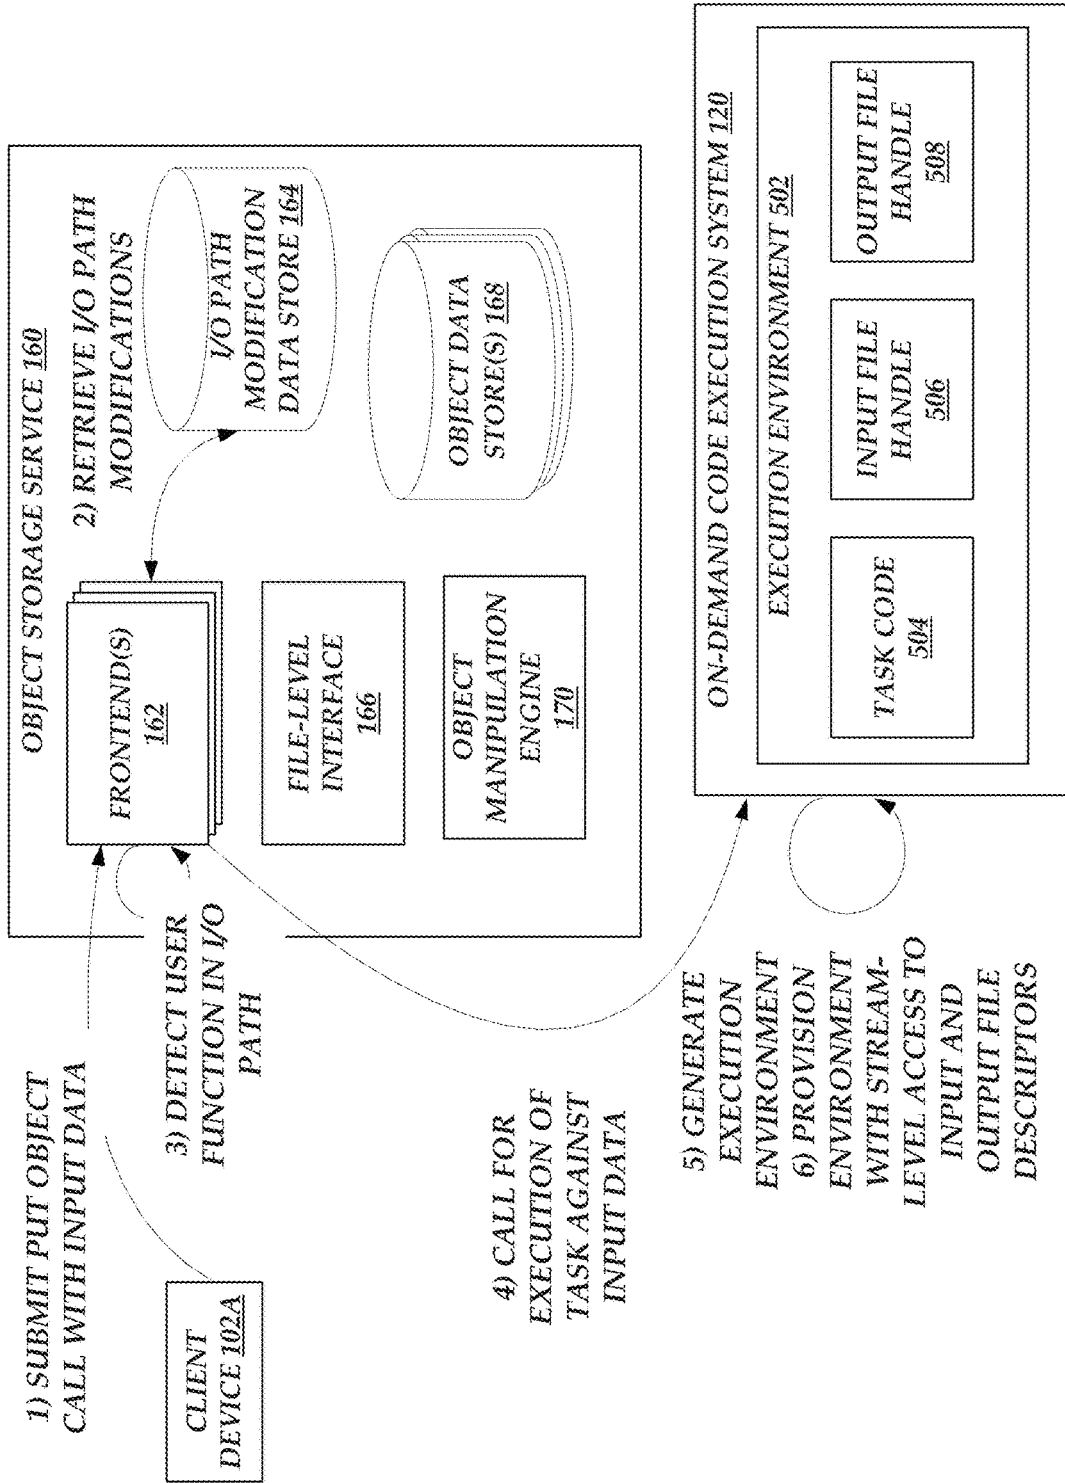 1) SUBMIT PUT OBJECT
CALL WITH INPUT DATA
CLIENT
DEVICE 102A
OBJECT STORAGE SERVICE 160
FRONTEND(S)
162
2) RETRIEVE I/O PATH
MODIFICATIONS
I/O PATH
MODIFICATION
DATA STORE 164
3) DETECT USER
FUNCTION IN I/O
PATH
FILE-LEVEL
INTERFACE
166
OBJECT DATA
STORE(S) 168
OBJECT
MANIPULATION
ENGINE
170
4) CALL FOR
EXECUTION OF
TASK AGAINST
INPUT DATA
5) GENERATE
EXECUTION
ENVIRONMENT
6) PROVISION
ENVIRONMENT
WITH STREAM-
LEVEL ACCESS TO
INPUT AND
OUTPUT FILE
DESCRIPTORS
ON-DEMAND CODE EXECUTION SYSTEM 120
EXECUTION ENVIRONMENT 502
TASK CODE
504
INPUT FILE
HANDLE
506
OUTPUT FILE
HANDLE
508